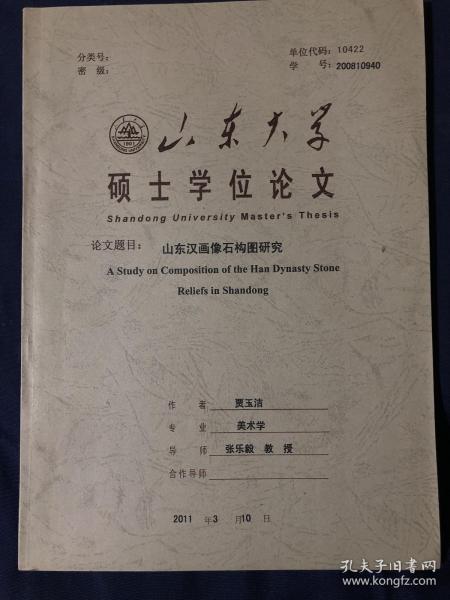 分类号：
单位代码：10422
密　级：
学　号：200810940
山东大学
硕士学位论文
Shandong University Master's Thesis
论文题目：山东汉画像石构图研究
A Study on Composition of the Han Dynasty Stone
Reliefs in Shandong
作　者 贾玉洁
专　业 美术学
导　师 张乐毅 教 授
合作导师
2011 年 3 月 10 日
孔夫子旧书网
www.kongfz.com